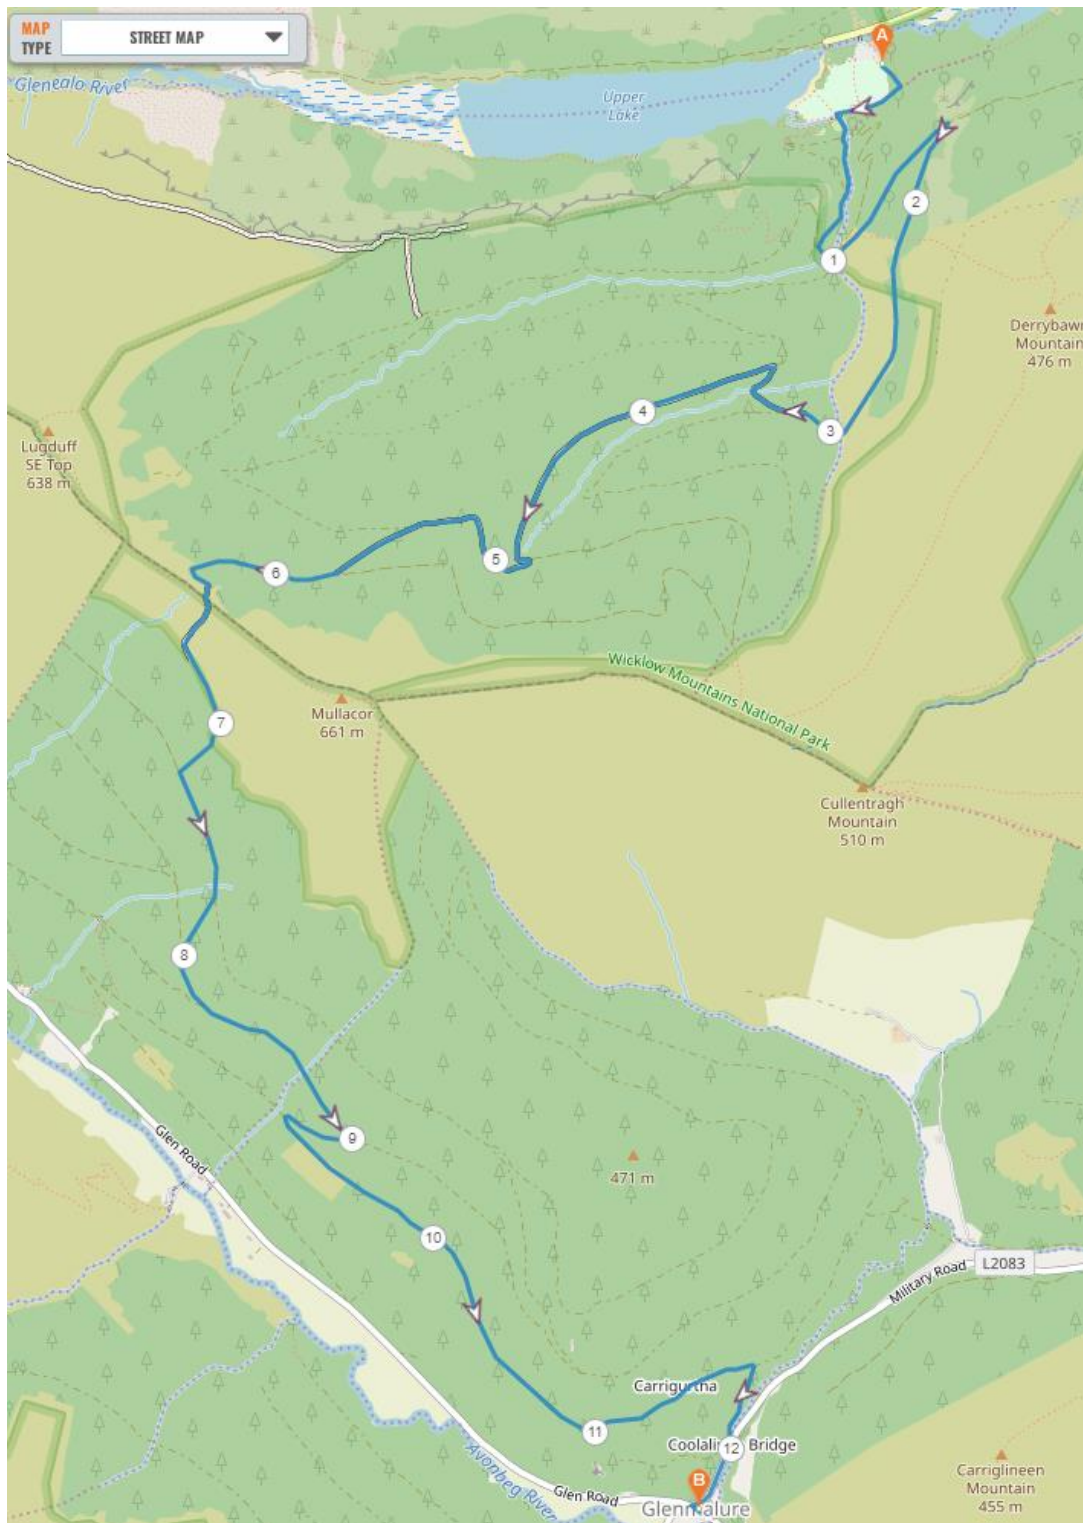 MAP
TYPE
STREET MAP
A
Glenealo River
Upper
Lake
2
1
Derrybawn
Mountain
476 m
4
3
Lugduff
SE Top
638 m
5
6
Wicklow Mountains National Park
7
Mullacor
661 m
Cullentragh
Mountain
510 m
8
9
Glen Road
471 m
10
L2083
Military Road
Carrigurtha
11
12
Bridge
B
Avonbeg River
Glen Road
Glenmalure
Carriglineen
Mountain
455 m